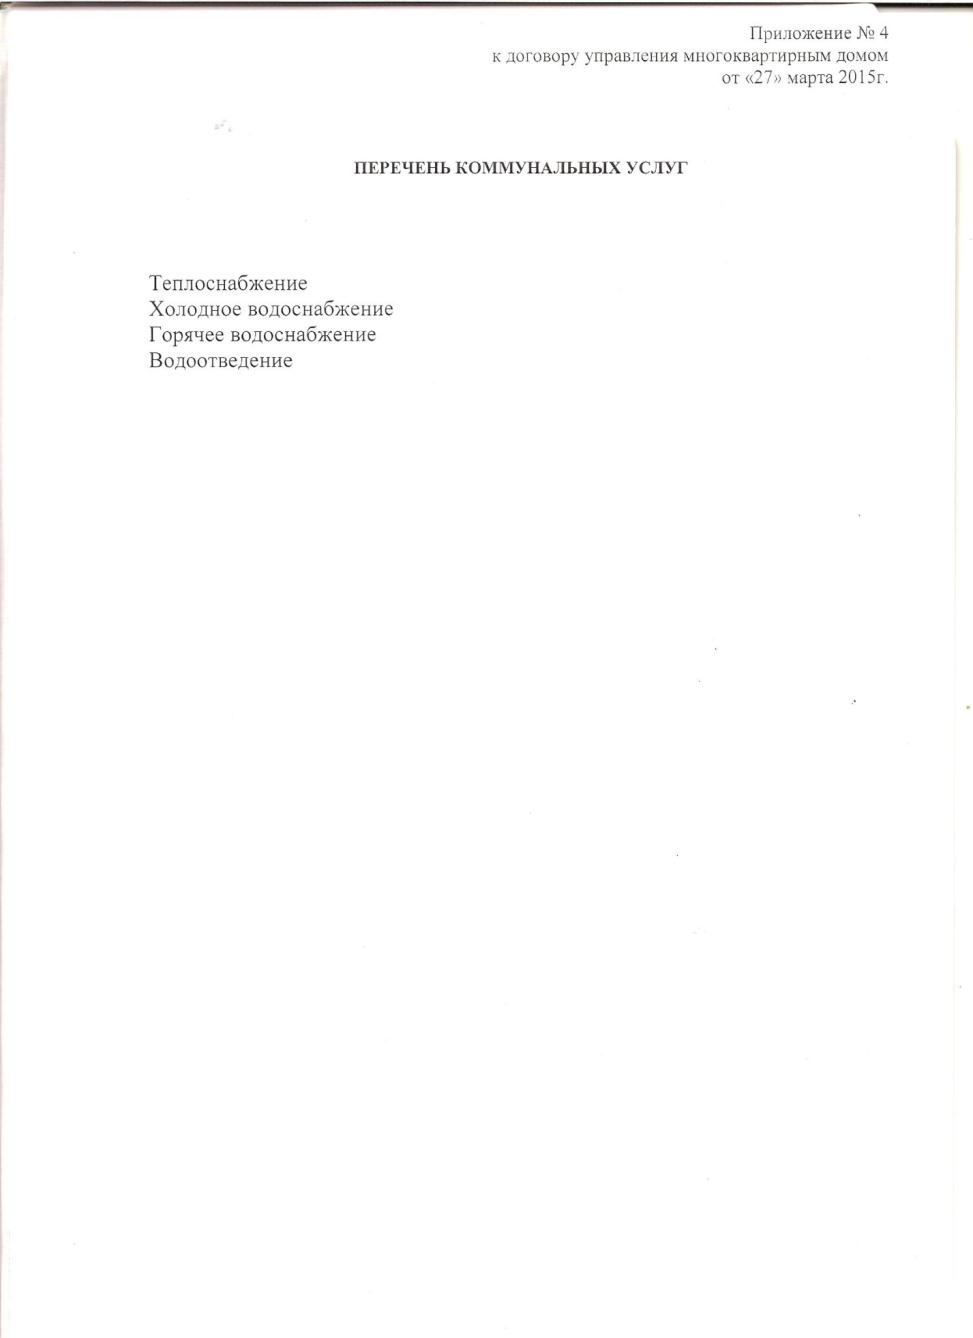 Приложение № 4
к договору управления многоквартирным домом
от «27» марта 2015г.
ПЕРЕЧЕНЬ КОММУНАЛЬНЫХ УСЛУГ
Теплоснабжение
Холодное водоснабжение
Горячее водоснабжение
Водоотведение